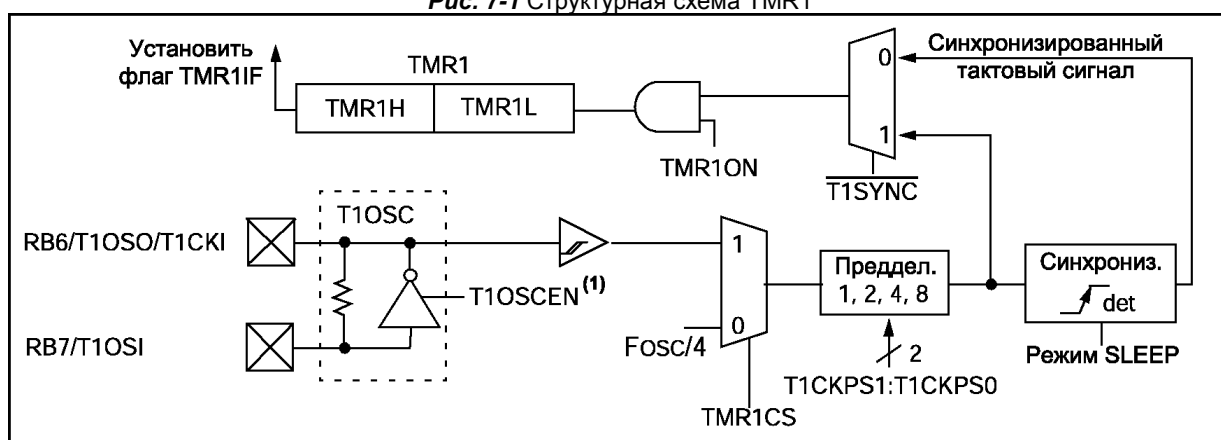 Рис. 7-1 Структурная схема TMR1
Установить
флаг TMR1IF
TMR1
TMR1H
TMR1L
TMR1ON
0
1
T1SYNC
Синхронизированный
тактовый сигнал
RB6/T1OSO/T1CKI
T1OSC
T1OSCEN (1)
RB7/T1OSI
1
0
FOSC/4
TMR1CS
Преддел.
1, 2, 4, 8
2
T1CKPS1:T1CKPS0
Синхрониз.
det
Режим SLEEP